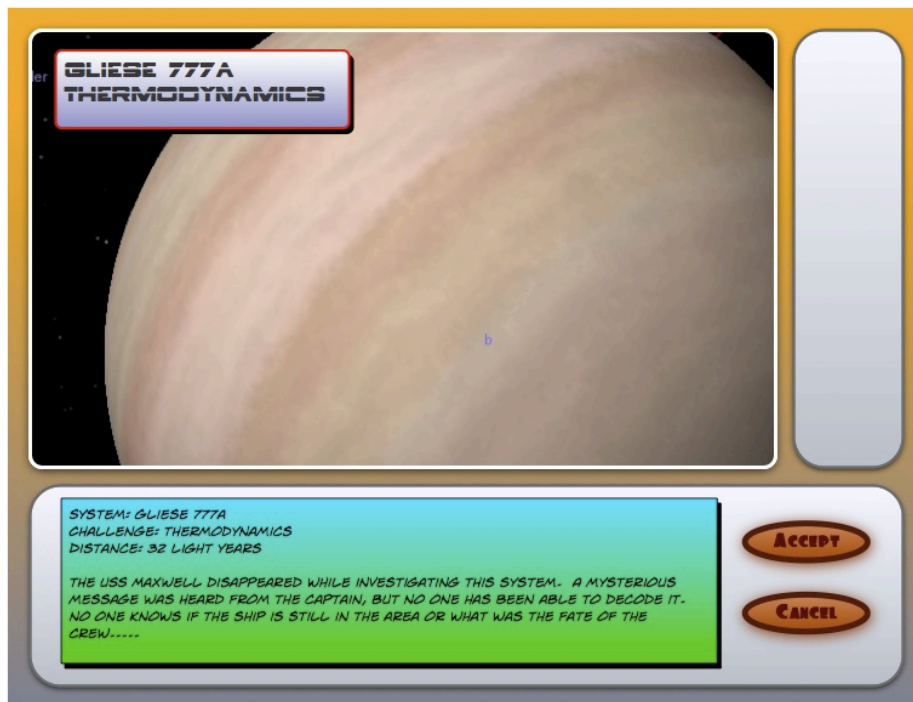 ler
GLIESE 777A
THERMODYNAMICS
b
SYSTEM: GLIESE 777A
CHALLENGE: THERMODYNAMICS
DISTANCE: 32 LIGHT YEARS
THE USS MAXWELL DISAPPEARED WHILE INVESTIGATING THIS SYSTEM. A MYSTERIOUS
MESSAGE WAS HEARD FROM THE CAPTAIN, BUT NO ONE HAS BEEN ABLE TO DECODE IT.
NO ONE KNOWS IF THE SHIP IS STILL IN THE AREA OR WHAT WAS THE FATE OF THE
CREW.....
ACCEPT
CANCEL